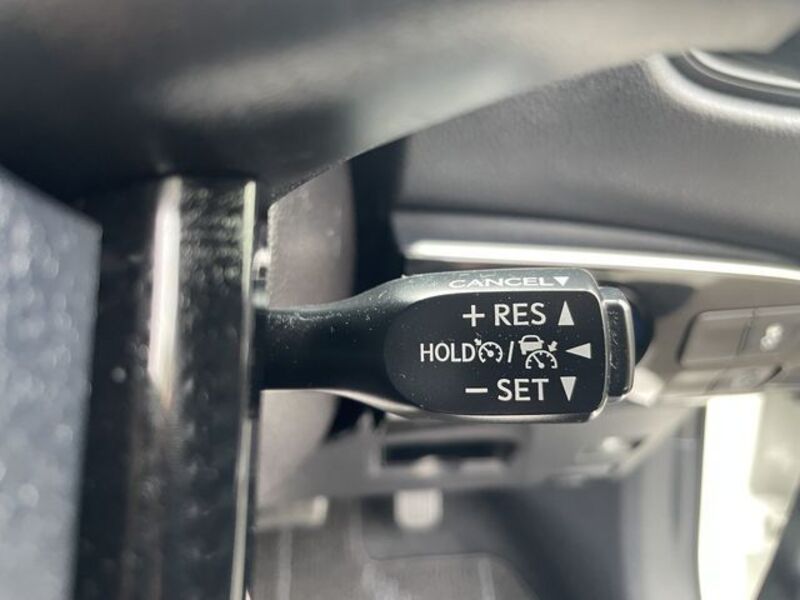 CANCEL▼
+ RES ▲
HOLD / ◀
− SET ▼